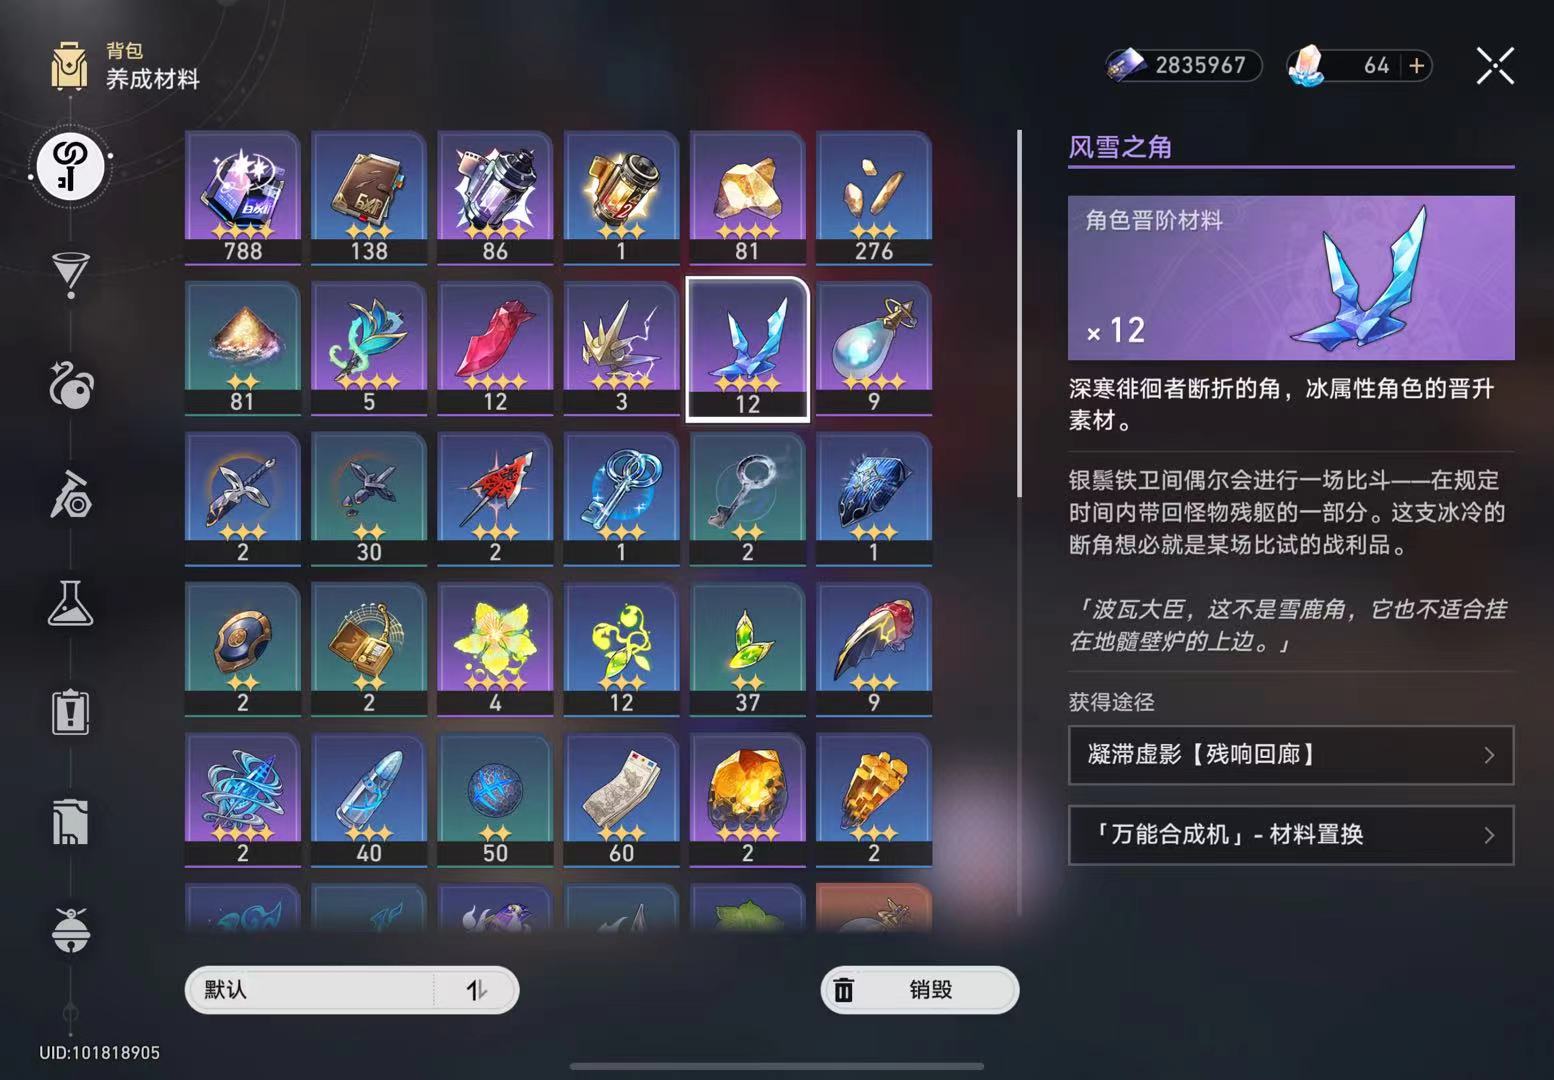 背包
养成材料
2835967
64
788
138
86
1
81
276
81
5
12
3
12
9
2
30
2
1
2
1
2
2
4
12
37
9
2
40
50
60
2
2
默认
销毁
UID:101818905
风雪之角
角色晋阶材料
×12
深寒徘徊者断折的角，冰属性角色的晋升
素材。
银鬃铁卫间偶尔会进行一场比斗——在规定
时间内带回怪物残躯的一部分。这支冰冷的
断角想必就是某场比试的战利品。
「波瓦大臣，这不是雪鹿角，它也不适合挂
在地髓壁炉的上边。」
获得途径
凝滞虚影【残响回廊】
「万能合成机」- 材料置换